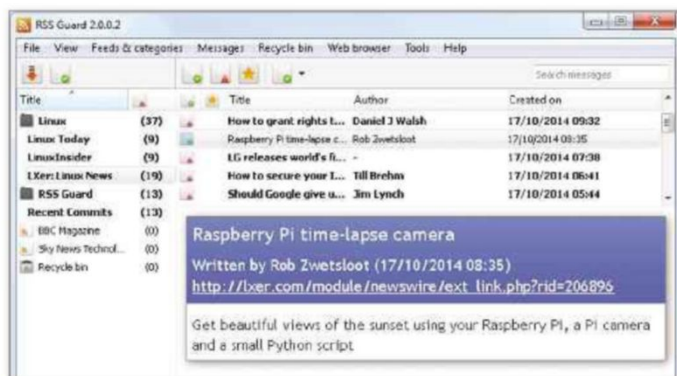 RSS Guard 2.0.0.2
File View Feeds & categories Messages Recycle bin Web browser Tools Help
Search messages
Title Title Author Created on
Linux (37) How to grant rights t... Daniel J Walsh 17/10/2014 09:32
Linux Today (9) Raspberry Pi time-lapse c... Rob Zwetsloot 17/10/2014 08:35
LinuxInsider (9) LG releases world's fi... - 17/10/2014 07:38
LXer: Linux News (19) How to secure your I... Till Brehm 17/10/2014 06:41
RSS Guard (13) Should Google give u... Jim Lynch 17/10/2014 05:44
Recent Commits (13)
BBC Magazine (0)
Sky News Technol... (0)
Recycle bin (0)
Raspberry Pi time-lapse camera
Written by Rob Zwetsloot (17/10/2014 08:35)
http://lxer.com/module/newswire/ext_link.php?rid=206896
Get beautiful views of the sunset using your Raspberry Pi, a Pi camera
and a small Python script